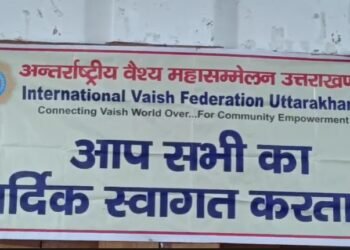 अन्तर्राष्ट्रीय वैश्य महासम्मेलन उत्तराखण
International Vaish Federation Uttarakhan
Connecting Vaish World Over...For Community Empowerment
आप सभी का
र्दिक स्वागत करता